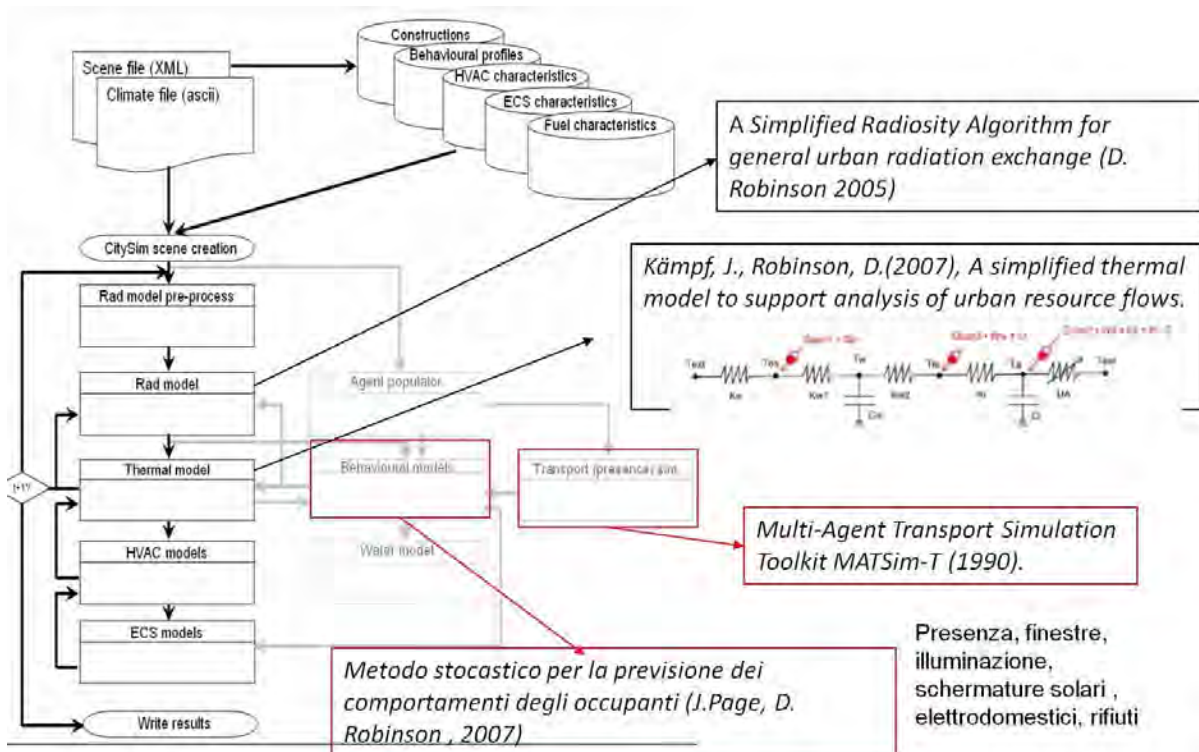 Constructions
Behavioural profiles
HVAC characteristics
ECS characteristics
Fuel characteristics
Scene file (XML)
Climate file (ascii)
CitySim scene creation
Rad model pre-process
Rad model
Thermal model
HVAC models
ECS models
Write results
Agent populator
Behavioural models
Transport (presence) sim
Water model
A Simplified Radiosity Algorithm for
general urban radiation exchange (D.
Robinson 2005)
Kämpf, J., Robinson, D.(2007), A simplified thermal
model to support analysis of urban resource flows.
Text
Tw
Ta
Text
Multi-Agent Transport Simulation
Toolkit MATSim-T (1990).
Metodo stocastico per la previsione dei
comportamenti degli occupanti (J.Page, D.
Robinson , 2007)
Presenza, finestre,
illuminazione,
schermature solari ,
elettrodomestici, rifiuti